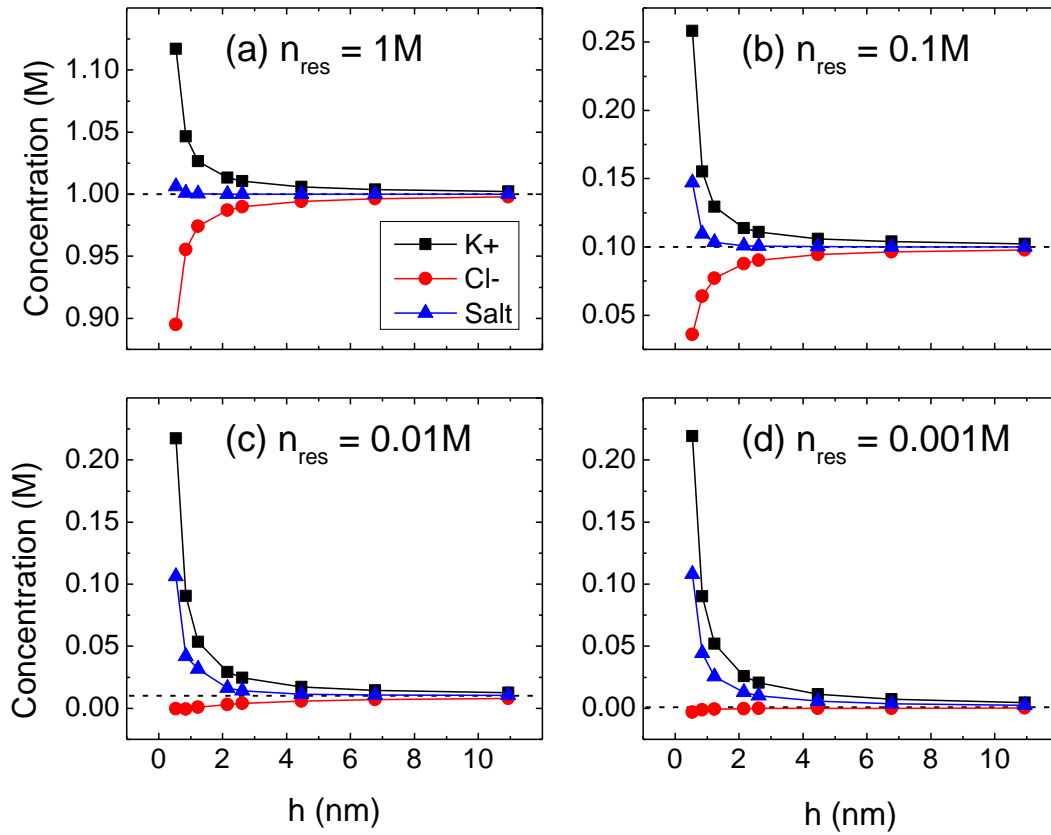 (a) n_res = 1M
(b) n_res = 0.1M
Concentration (M)
1.10
1.05
1.00
0.95
0.90
K+
Cl-
Salt
0.25
0.20
0.15
0.10
0.05
(c) n_res = 0.01M
(d) n_res = 0.001M
Concentration (M)
0.20
0.15
0.10
0.05
0.00
0 2 4 6 8 10
h (nm)
0.20
0.15
0.10
0.05
0.00
0 2 4 6 8 10
h (nm)